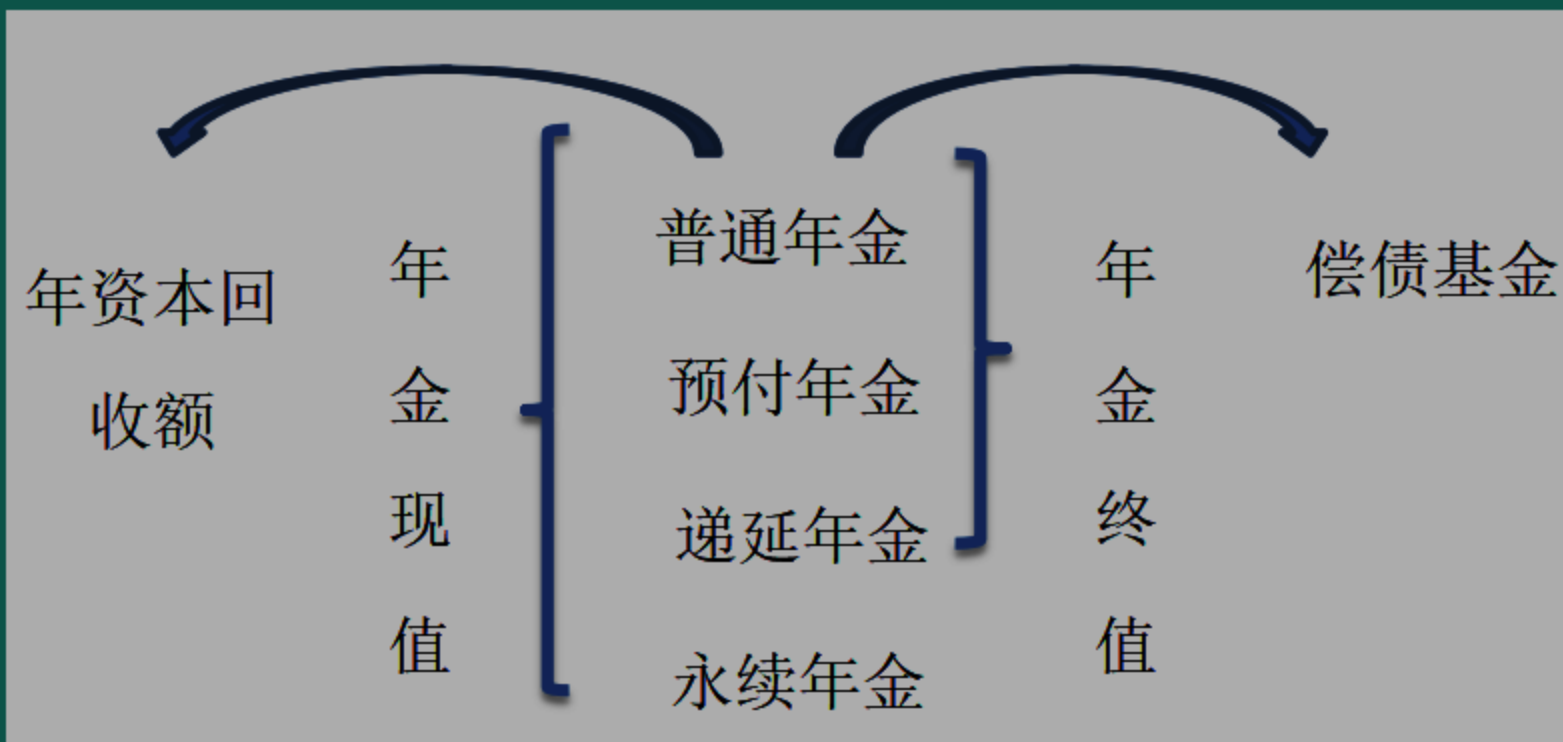 年资本回
收额
年金现值
普通年金
预付年金
递延年金
永续年金
年金终值
偿债基金